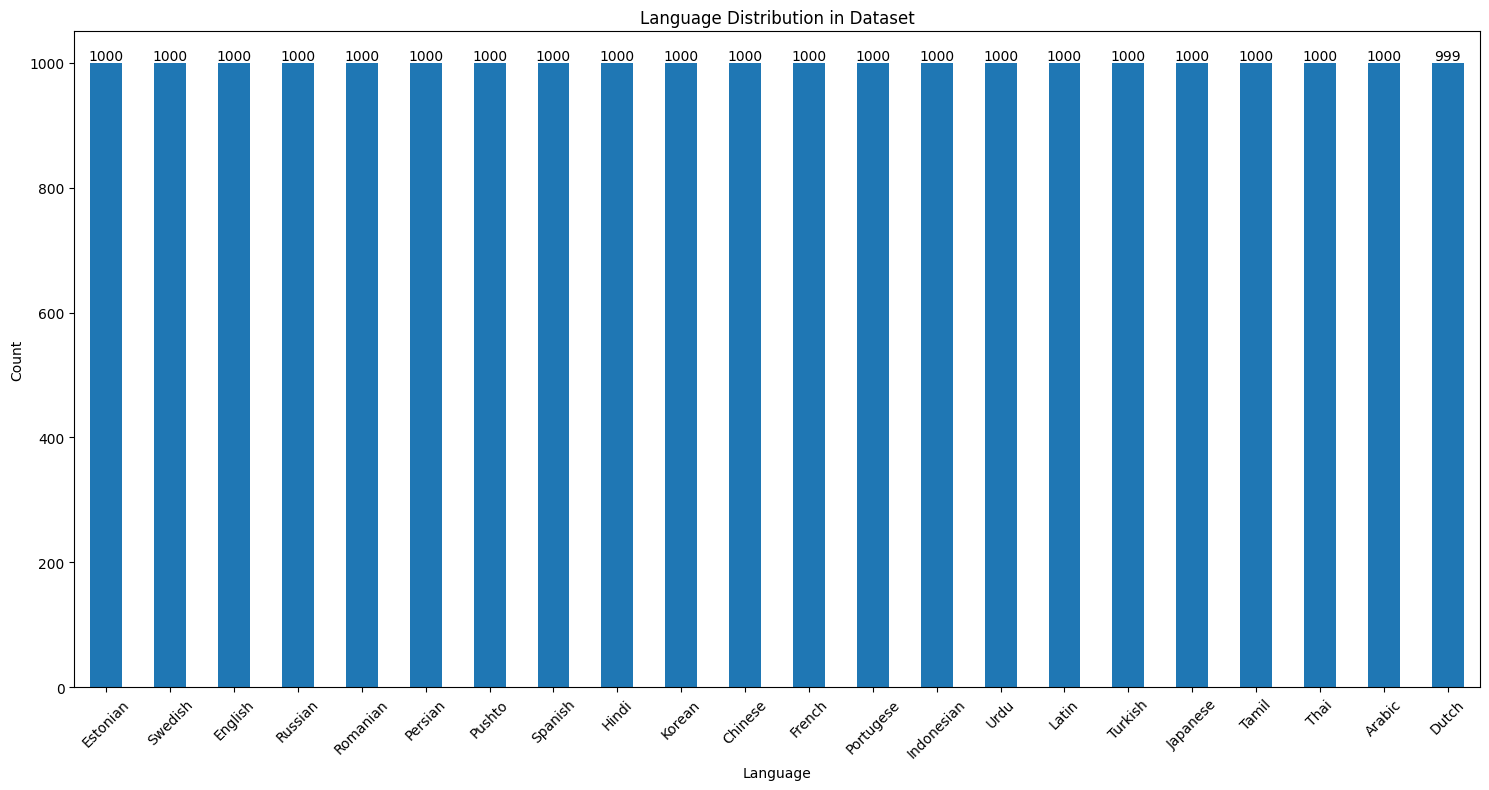 Language Distribution in Dataset
1000 1000 1000 1000 1000 1000 1000 1000 1000 1000 1000 1000 1000 1000 1000 1000 1000 1000 1000 1000 1000 999
1000
800
600
400
200
0
Count
Estonian Swedish English Russian Romanian Persian Pushto Spanish Hindi Korean Chinese French Portugese Indonesian Urdu Latin Turkish Japanese Tamil Thai Arabic Dutch
Language